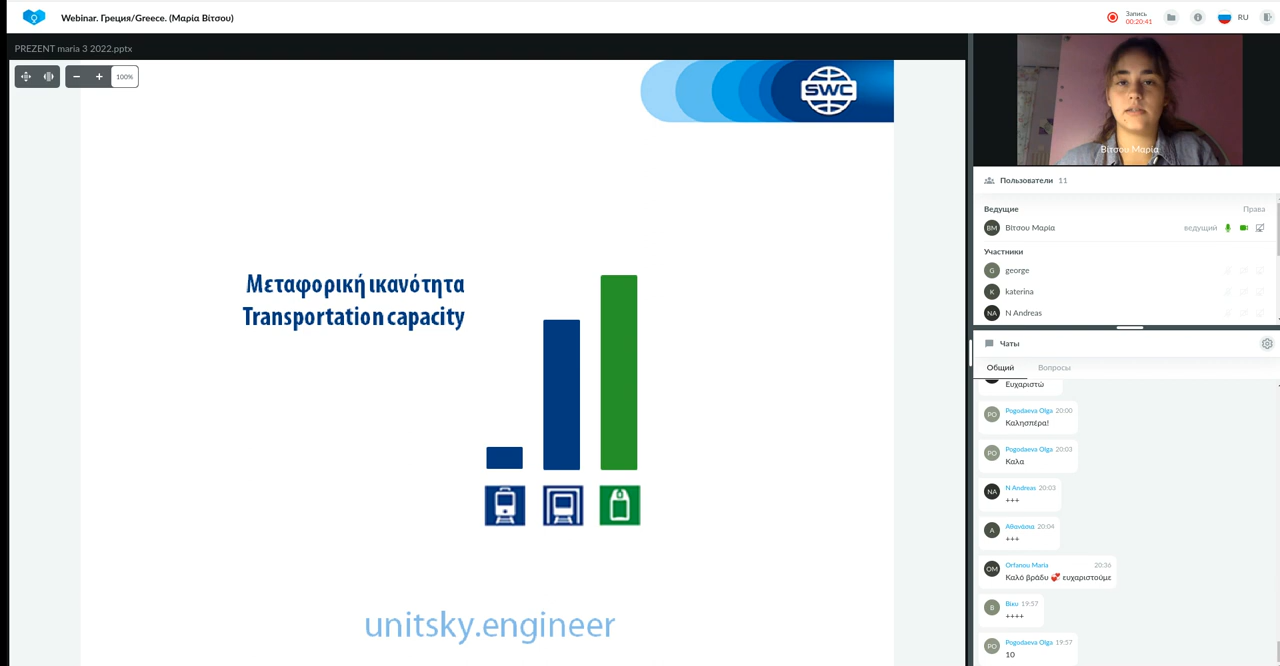 Webinar. Греция/Greece. (Μαρία Βίτσου)
Запись
00:20:41
RU
PREZENT maria 3 2022.pptx
100%
SWC
Μεταφορική ικανότητα
Transportation capacity
unitsky.engineer
Βίτσου Μαρία
Пользователи 11
Ведущие Права
ΒΜ Βίτσου Μαρία ведущий
Участники
G george
K katerina
NA N Andreas
Чаты
Общий Вопросы
Ευχαριστώ
PO Pogodaeva Olga 20:00
Καλησπέρα!
PO Pogodaeva Olga 20:03
Καλα
NA N Andreas 20:03
+++
Α Αθανάσια 20:04
+++
OM Orfanou Maria 20:36
Καλό βράδυ 💞 ευχαριστούμε
Β Βίκυ 19:57
++++
PO Pogodaeva Olga 19:57
10